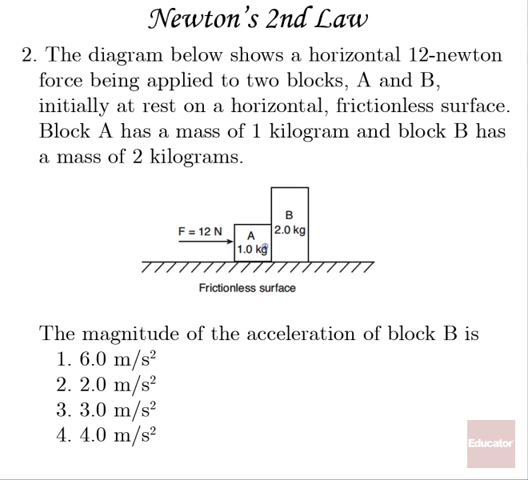 Newton's 2nd Law
2. The diagram below shows a horizontal 12-newton
force being applied to two blocks, A and B,
initially at rest on a horizontal, frictionless surface.
Block A has a mass of 1 kilogram and block B has
a mass of 2 kilograms.
B
F = 12 N A 2.0 kg
1.0 kg
Frictionless surface
The magnitude of the acceleration of block B is
1. 6.0 m/s²
2. 2.0 m/s²
3. 3.0 m/s²
4. 4.0 m/s²
Educator